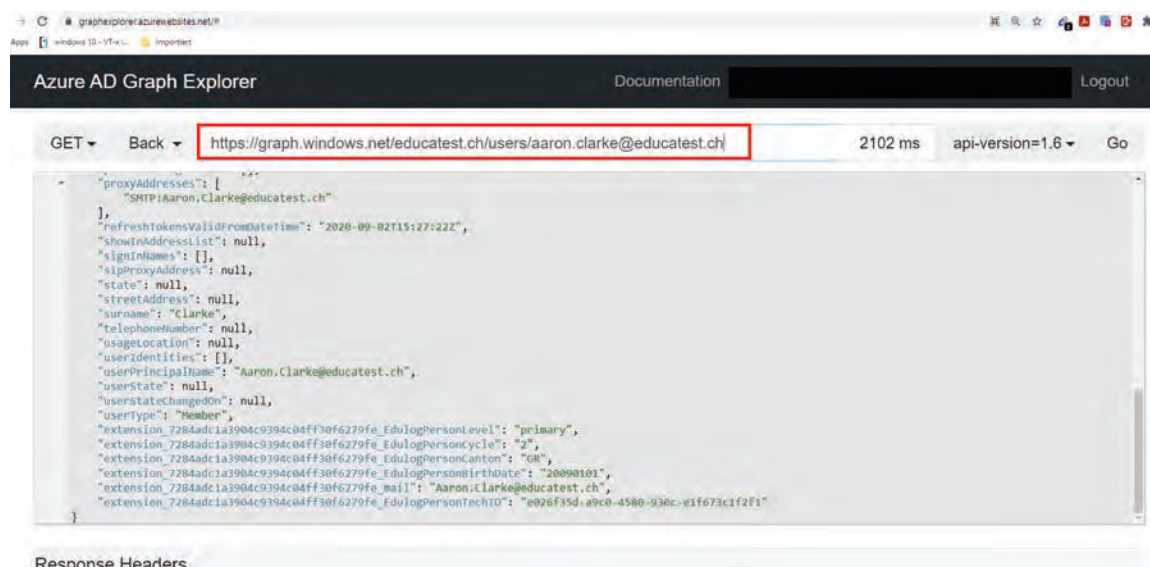 graphexplorer.azurewebsites.net/#
Apps windows 10 - VT-x i... Importiert
Azure AD Graph Explorer Documentation Logout
GET Back https://graph.windows.net/educatest.ch/users/aaron.clarke@educatest.ch 2102 ms api-version=1.6 Go
"proxyAddresses": [
"SMTP:Aaron.Clarke@educatest.ch"
],
"refreshTokensValidFromDateTime": "2020-09-02T15:27:22Z",
"showInAddressList": null,
"signInNames": [],
"sipProxyAddress": null,
"state": null,
"streetAddress": null,
"surname": "Clarke",
"telephoneNumber": null,
"usageLocation": null,
"userIdentities": [],
"userPrincipalName": "Aaron.Clarke@educatest.ch",
"userState": null,
"userStateChangedOn": null,
"userType": "Member",
"extension_7284adc1a3904c9394c04ff30f6279fe_EdulogPersonLevel": "primary",
"extension_7284adc1a3904c9394c04ff30f6279fe_EdulogPersonCycle": "2",
"extension_7284adc1a3904c9394c04ff30f6279fe_EdulogPersonCanton": "GR",
"extension_7284adc1a3904c9394c04ff30f6279fe_EdulogPersonBirthDate": "20090101",
"extension_7284adc1a3904c9394c04ff30f6279fe_mail": "Aaron.Clarke@educatest.ch",
"extension_7284adc1a3904c9394c04ff30f6279fe_EdulogPersonTechID": "e026f35d-a9c0-4580-930c-e1f673c1f2f1"
}
Response Headers